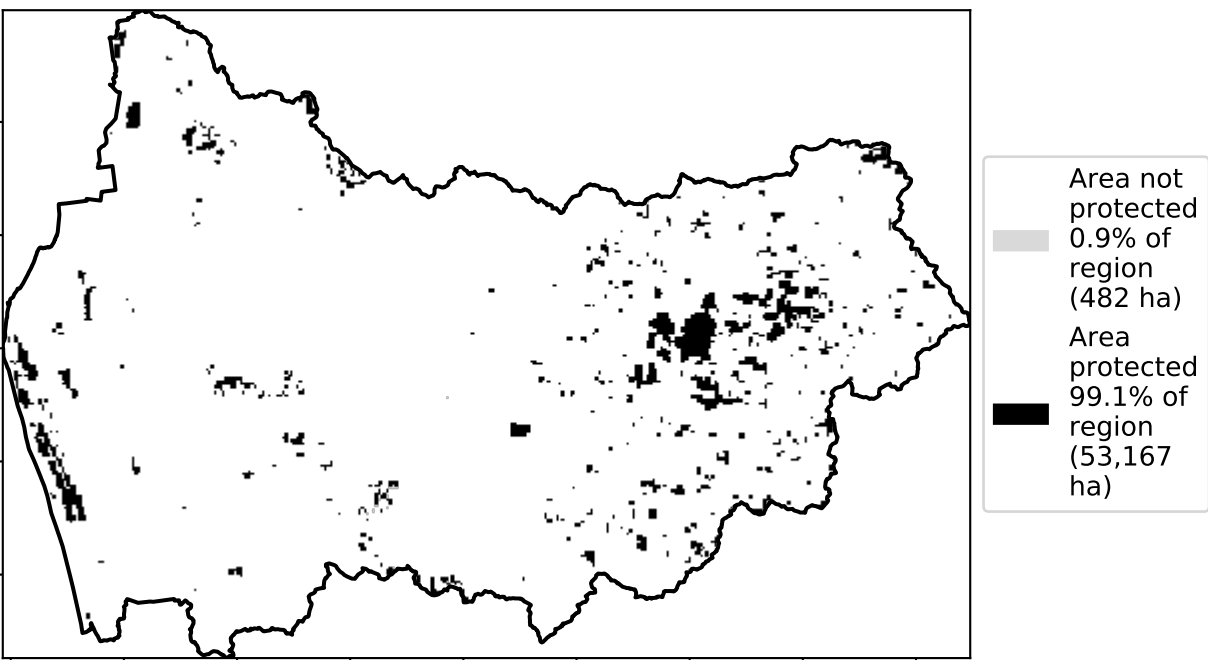 Area not
protected
0.9% of
region
(482 ha)
Area
protected
99.1% of
region
(53,167
ha)